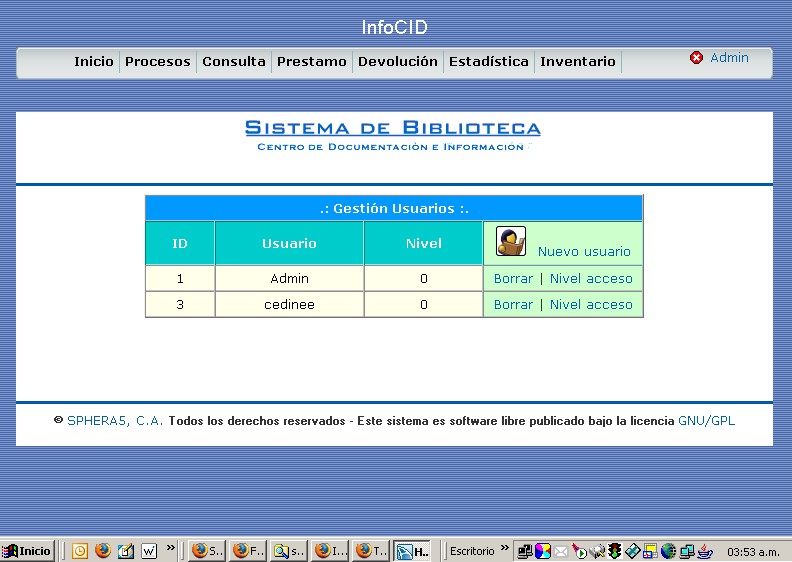 InfoCID
Inicio Procesos Consulta Prestamo Devolución Estadística Inventario Admin
SISTEMA DE BIBLIOTECA
CENTRO DE DOCUMENTACIÓN E INFORMACIÓN
.: Gestión Usuarios :.
ID Usuario Nivel Nuevo usuario
1 Admin 0 Borrar | Nivel acceso
3 cedinee 0 Borrar | Nivel acceso
© SPHERA5, C.A. Todos los derechos reservados - Este sistema es software libre publicado bajo la licencia GNU/GPL
Inicio » S.. F.. s.. I... T.. H.. Escritorio » 03:53 a.m.